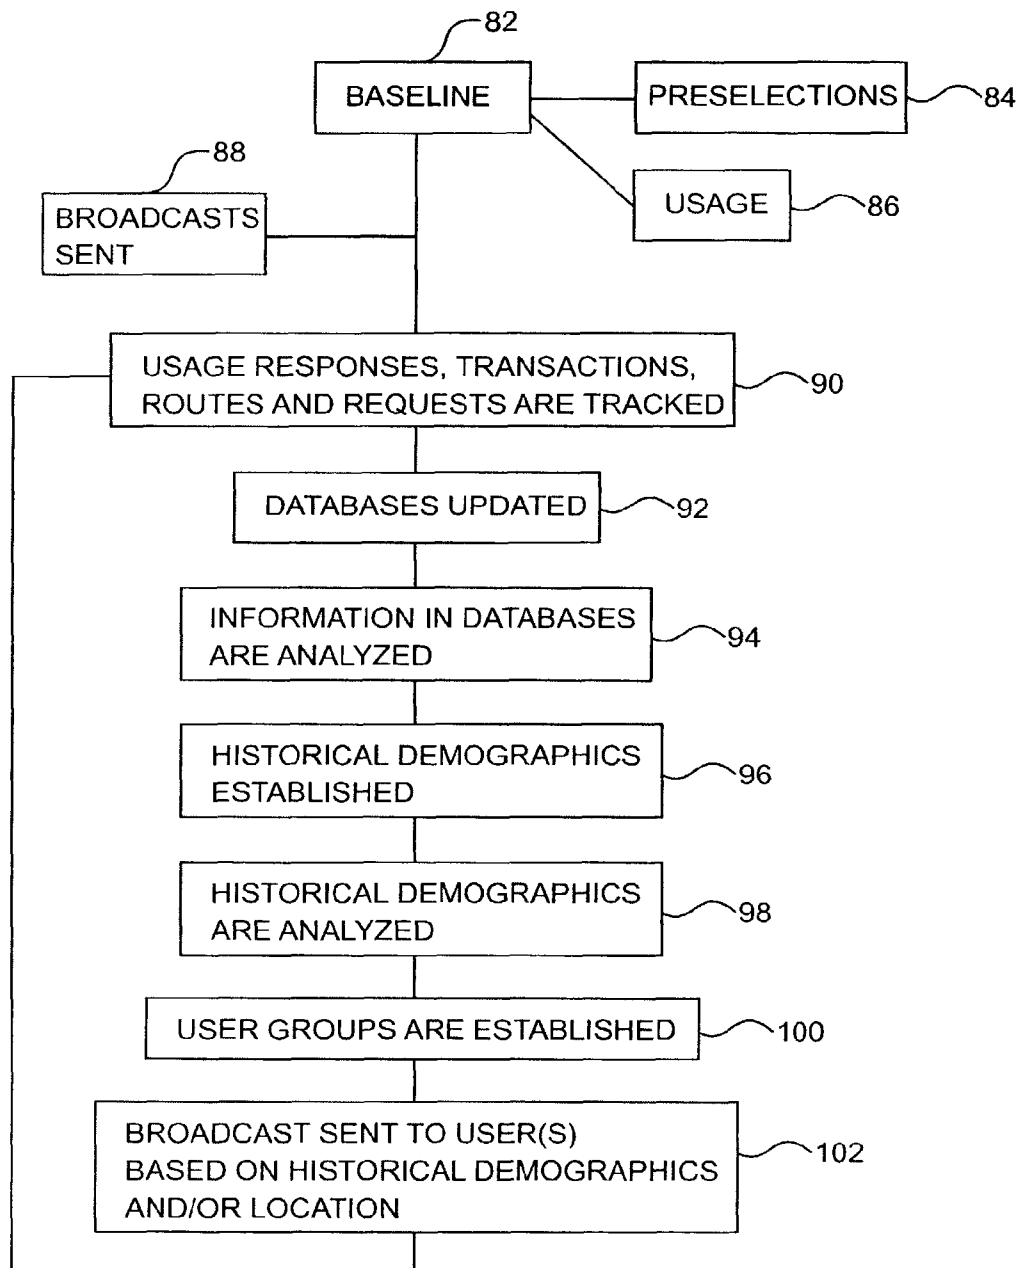 82
BASELINE
PRESELECTIONS
84
88
BROADCASTS
SENT
USAGE
86
USAGE RESPONSES, TRANSACTIONS,
ROUTES AND REQUESTS ARE TRACKED
90
DATABASES UPDATED
92
INFORMATION IN DATABASES
ARE ANALYZED
94
HISTORICAL DEMOGRAPHICS
ESTABLISHED
96
HISTORICAL DEMOGRAPHICS
ARE ANALYZED
98
USER GROUPS ARE ESTABLISHED
100
BROADCAST SENT TO USER(S)
BASED ON HISTORICAL DEMOGRAPHICS
AND/OR LOCATION
102